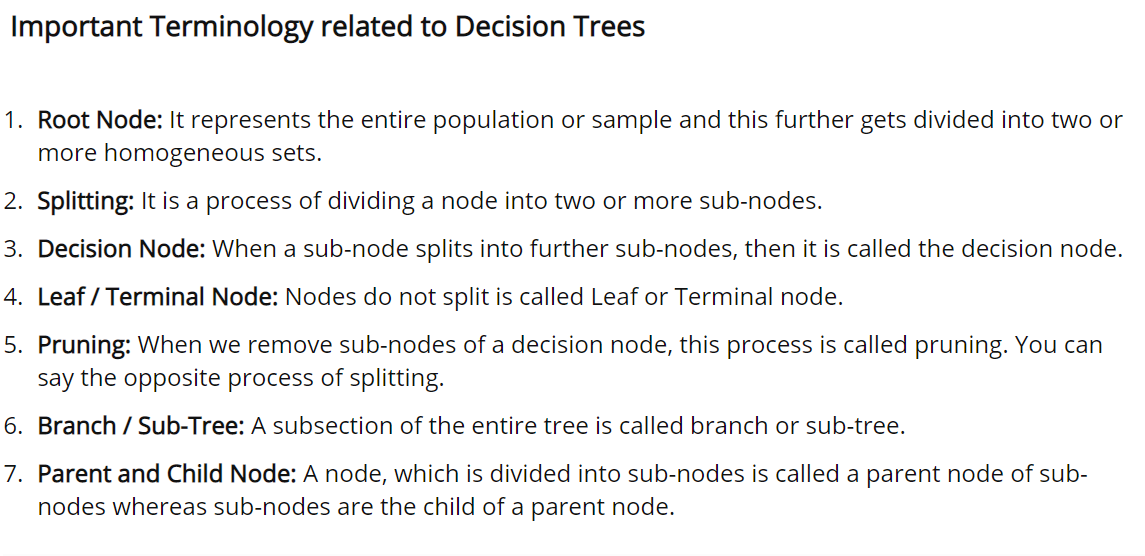 Important Terminology related to Decision Trees
1. Root Node: It represents the entire population or sample and this further gets divided into two or
more homogeneous sets.
2. Splitting: It is a process of dividing a node into two or more sub-nodes.
3. Decision Node: When a sub-node splits into further sub-nodes, then it is called the decision node.
4. Leaf / Terminal Node: Nodes do not split is called Leaf or Terminal node.
5. Pruning: When we remove sub-nodes of a decision node, this process is called pruning. You can
say the opposite process of splitting.
6. Branch / Sub-Tree: A subsection of the entire tree is called branch or sub-tree.
7. Parent and Child Node: A node, which is divided into sub-nodes is called a parent node of sub-
nodes whereas sub-nodes are the child of a parent node.